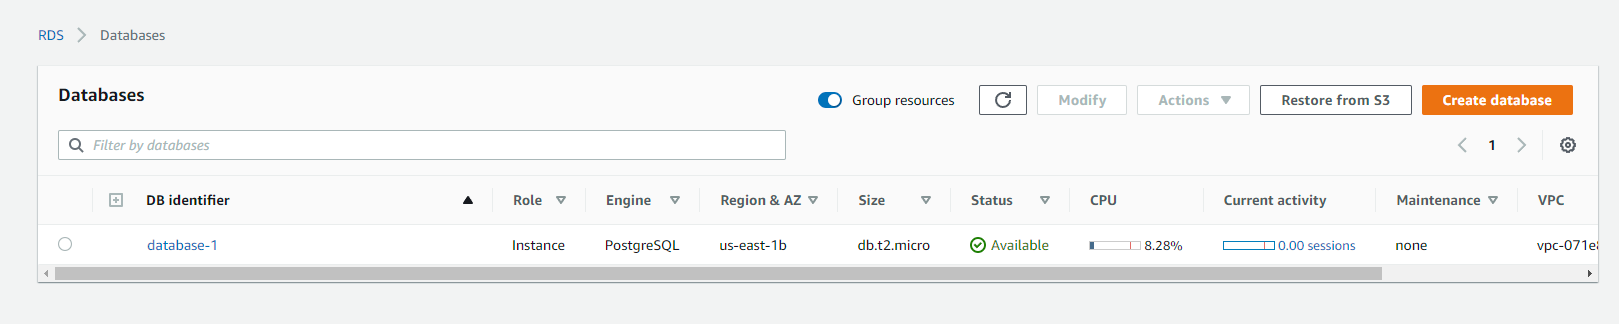 RDS Databases
Databases Group resources Modify Actions Restore from S3 Create database
Filter by databases 1
DB identifier Role Engine Region & AZ Size Status CPU Current activity Maintenance VPC
database-1 Instance PostgreSQL us-east-1b db.t2.micro Available 8.28% 0.00 sessions none vpc-071e